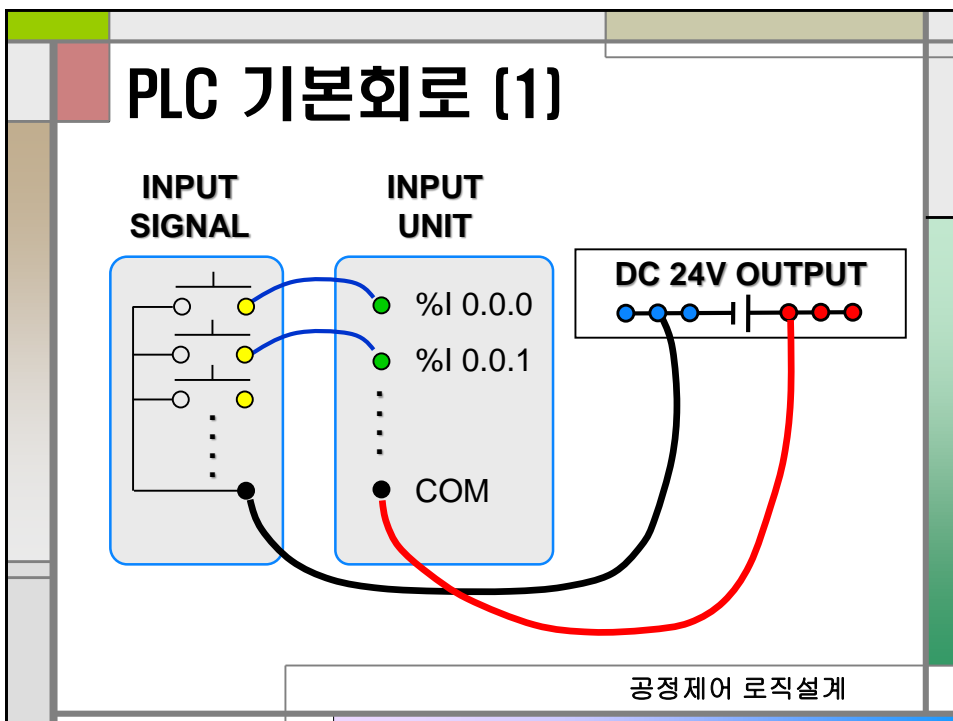 PLC 기본회로 (1)
INPUT
SIGNAL
INPUT
UNIT
DC 24V OUTPUT
%I 0.0.0
%I 0.0.1
COM
공정제어 로직설계